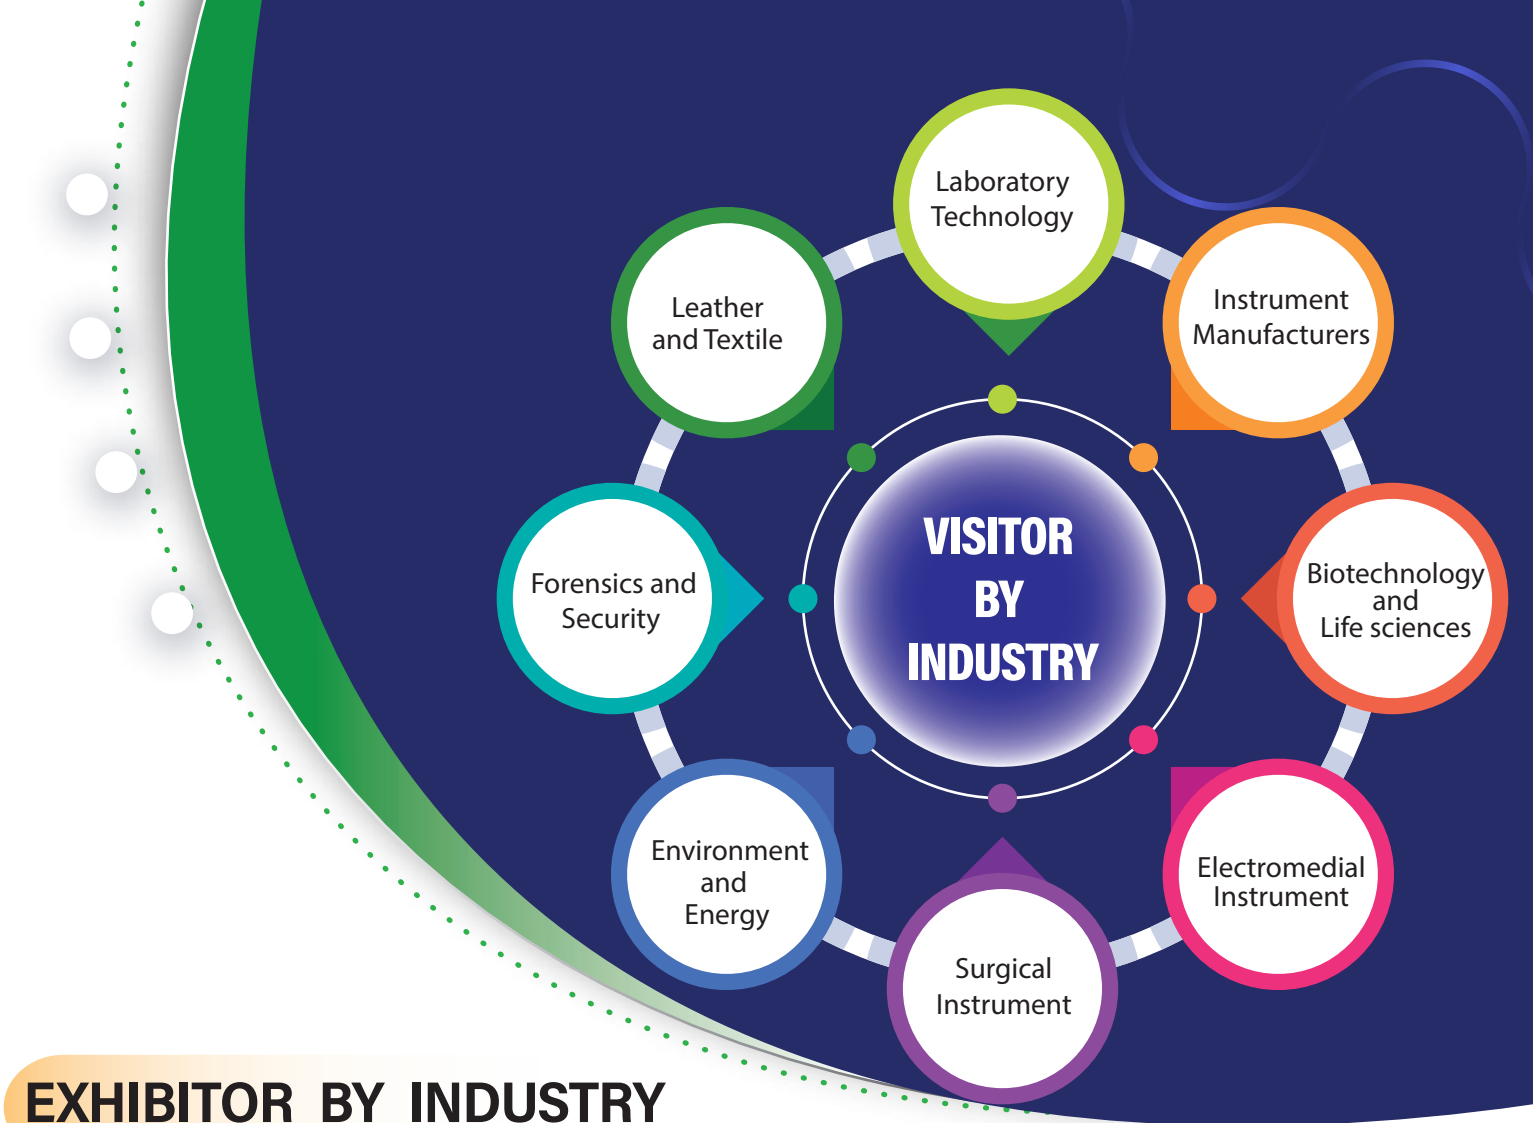 Laboratory
Technology
Instrument
Manufacturers
Biotechnology
and
Life sciences
Electromedial
Instrument
Surgical
Instrument
Environment
and
Energy
Forensics and
Security
Leather
and Textile
VISITOR
BY
INDUSTRY
EXHIBITOR BY INDUSTRY